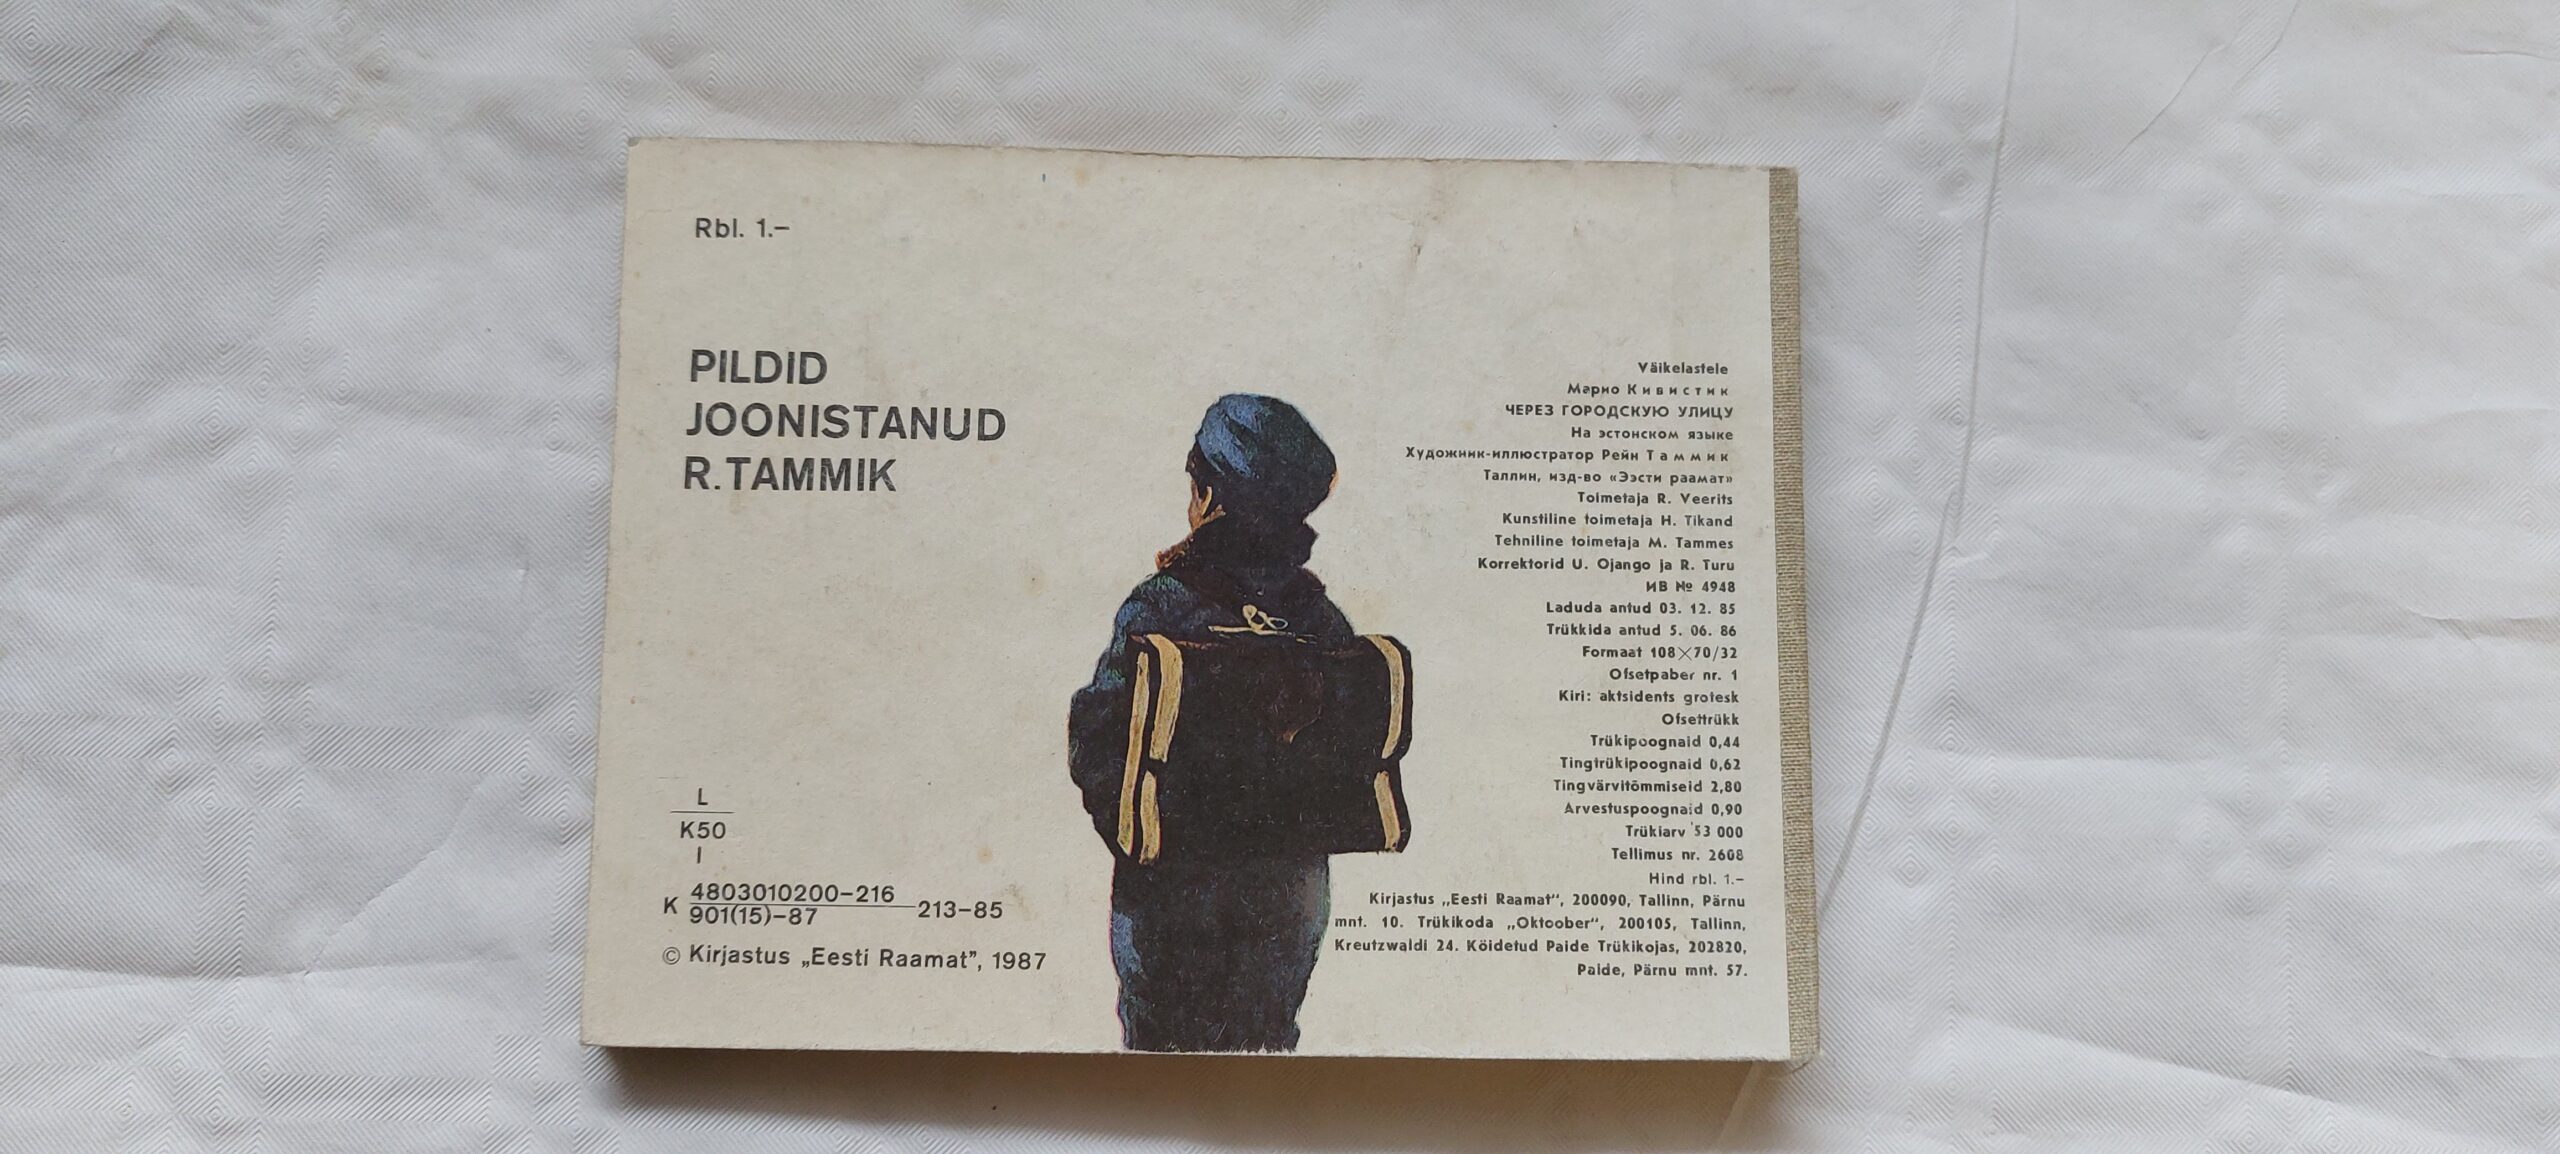 Rbl. 1.–
PILDID
JOONISTANUD
R. TAMMIK
L
K50
I
K 4803010200–216
901(15)–87
213–85
© Kirjastus „Eesti Raamat”, 1987
Väikelastele
Марио Кивистик
ЧЕРЕЗ ГОРОДСКУЮ УЛИЦУ
На эстонском языке
Художник-иллюстратор Рейн Таммик
Таллин, изд-во «Ээсти раамат»
Toimetaja R. Veerits
Kunstiline toimetaja H. Tikand
Tehniline toimetaja M. Tammes
Korrektorid U. Ojango ja R. Turu
ИВ № 4948
Laduda antud 03. 12. 85
Trükkida antud 5. 06. 86
Formaat 108×70/32
Ofsetpaber nr. 1
Kiri: aktsidents grotesk
Ofsettrükk
Trükipoognaid 0,44
Tingtrükipoognaid 0,62
Tingvärvitõmmiseid 2,80
Arvestuspoognaid 0,90
Trükiarv 53 000
Tellimus nr. 2608
Hind rbl. 1.–
Kirjastus „Eesti Raamat“, 200090, Tallinn, Pärnu
mnt. 10. Trükikoda „Oktoober“, 200105, Tallinn,
Kreutzwaldi 24. Köidetud Paide Trükikojas, 202820,
Paide, Pärnu mnt. 57.